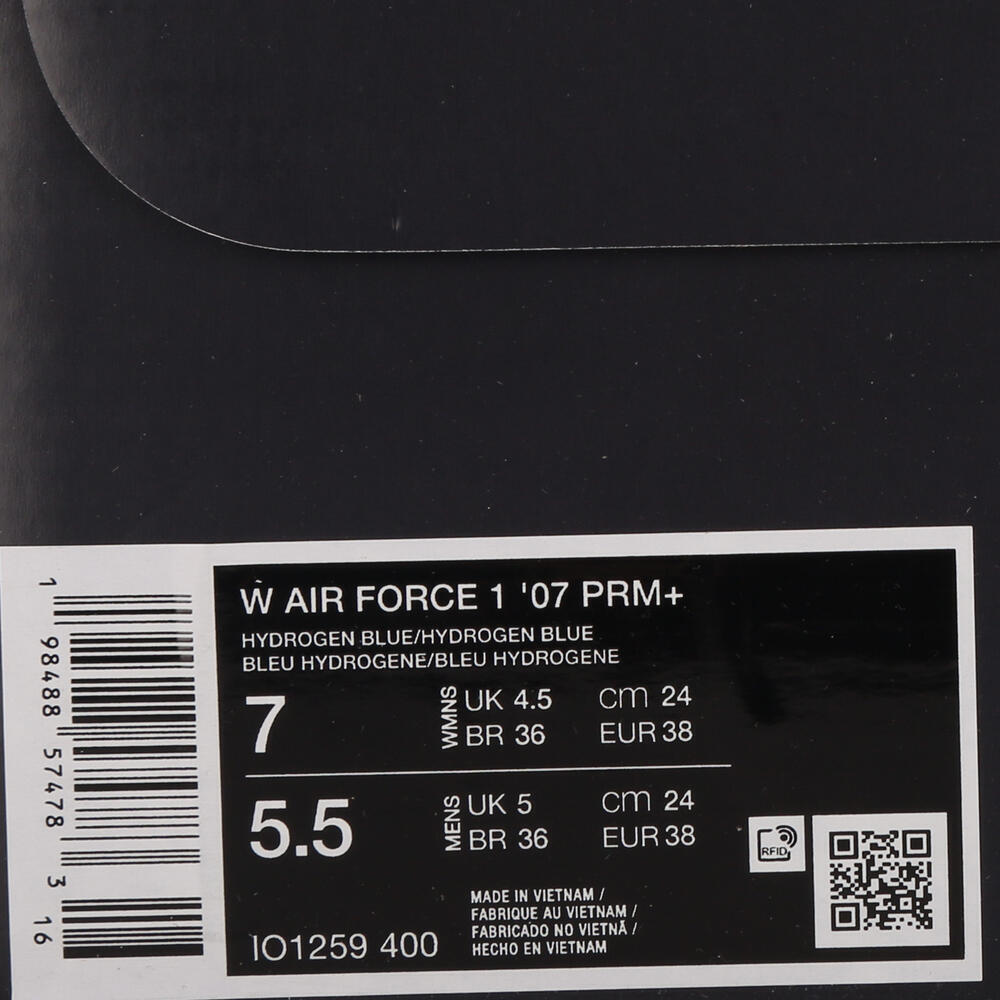 Ẁ AIR FORCE 1 '07 PRM+
HYDROGEN BLUE/HYDROGEN BLUE
BLEU HYDROGENE/BLEU HYDROGENE
7 WMNS UK 4.5 cm 24
BR 36 EUR 38
5.5 MENS UK 5 cm 24
BR 36 EUR 38
MADE IN VIETNAM /
FABRIQUE AU VIETNAM /
FABRICADO NO VIETNÃ /
HECHO EN VIETNAM
IO1259 400
RFID
1 98488 57478 3 16